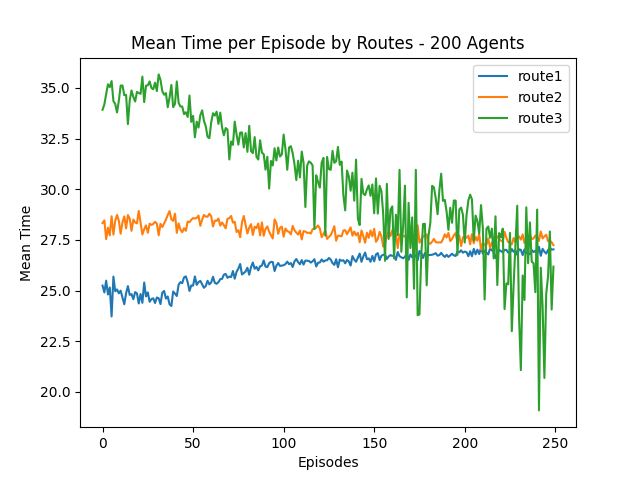 Mean Time per Episode by Routes - 200 Agents
route1
route2
route3
Mean Time
35.0
32.5
30.0
27.5
25.0
22.5
20.0
0
50
100
150
200
250
Episodes